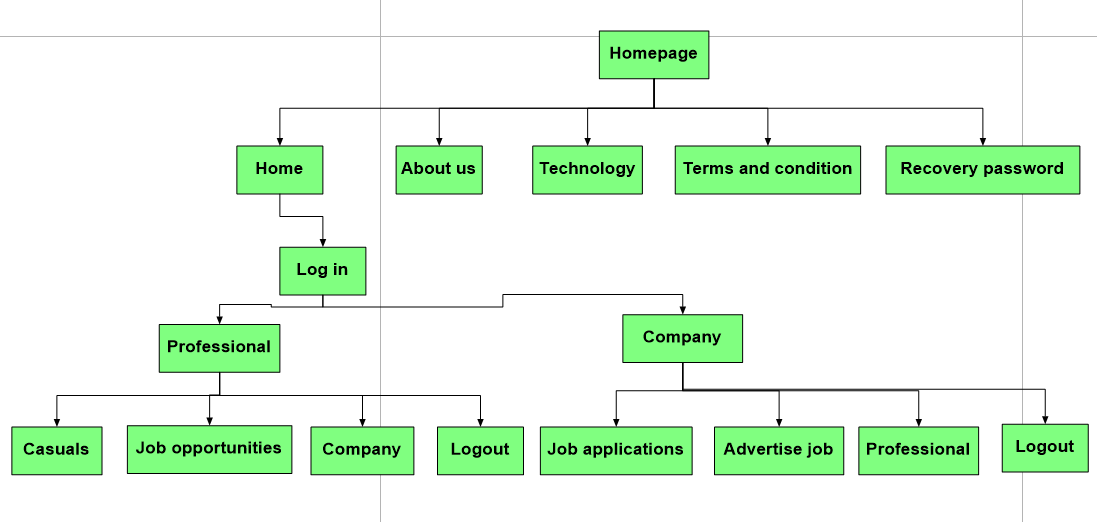 Homepage
Home
About us
Technology
Terms and condition
Recovery password
Log in
Professional
Company
Casuals
Job opportunities
Company
Logout
Job applications
Advertise job
Professional
Logout